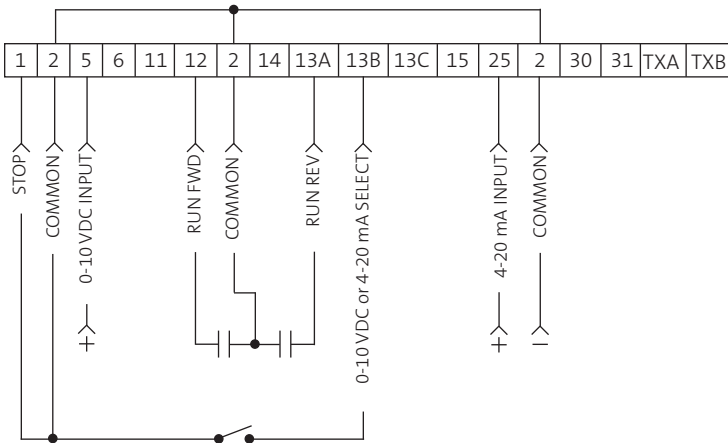 1 2 5 6 11 12 2 14 13A 13B 13C 15 25 2 30 31 TXA TXB
STOP
COMMON
0-10 VDC INPUT
RUN FWD
COMMON
RUN REV
0-10 VDC or 4-20 mA SELECT
4-20 mA INPUT
COMMON
+
+
−